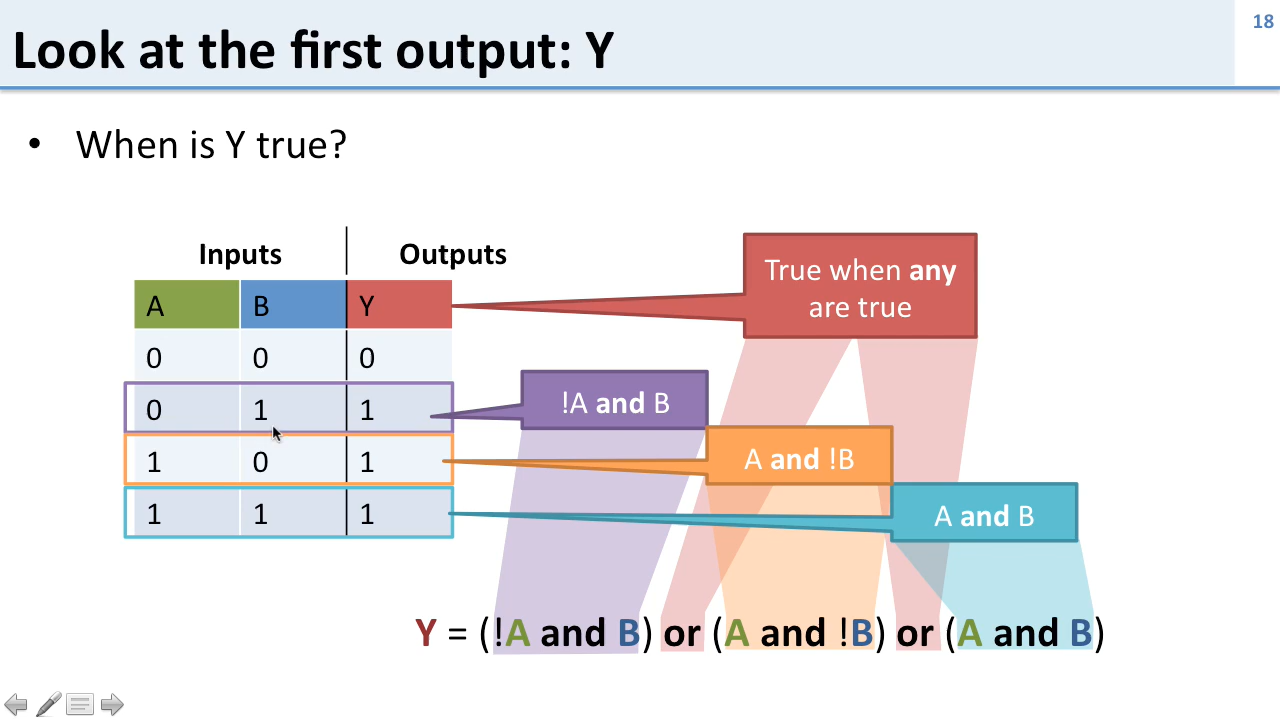 Look at the first output: Y
18
• When is Y true?
Inputs Outputs
A B Y
0 0 0
0 1 1
1 0 1
1 1 1
True when any
are true
!A and B
A and !B
A and B
Y = (!A and B) or (A and !B) or (A and B)